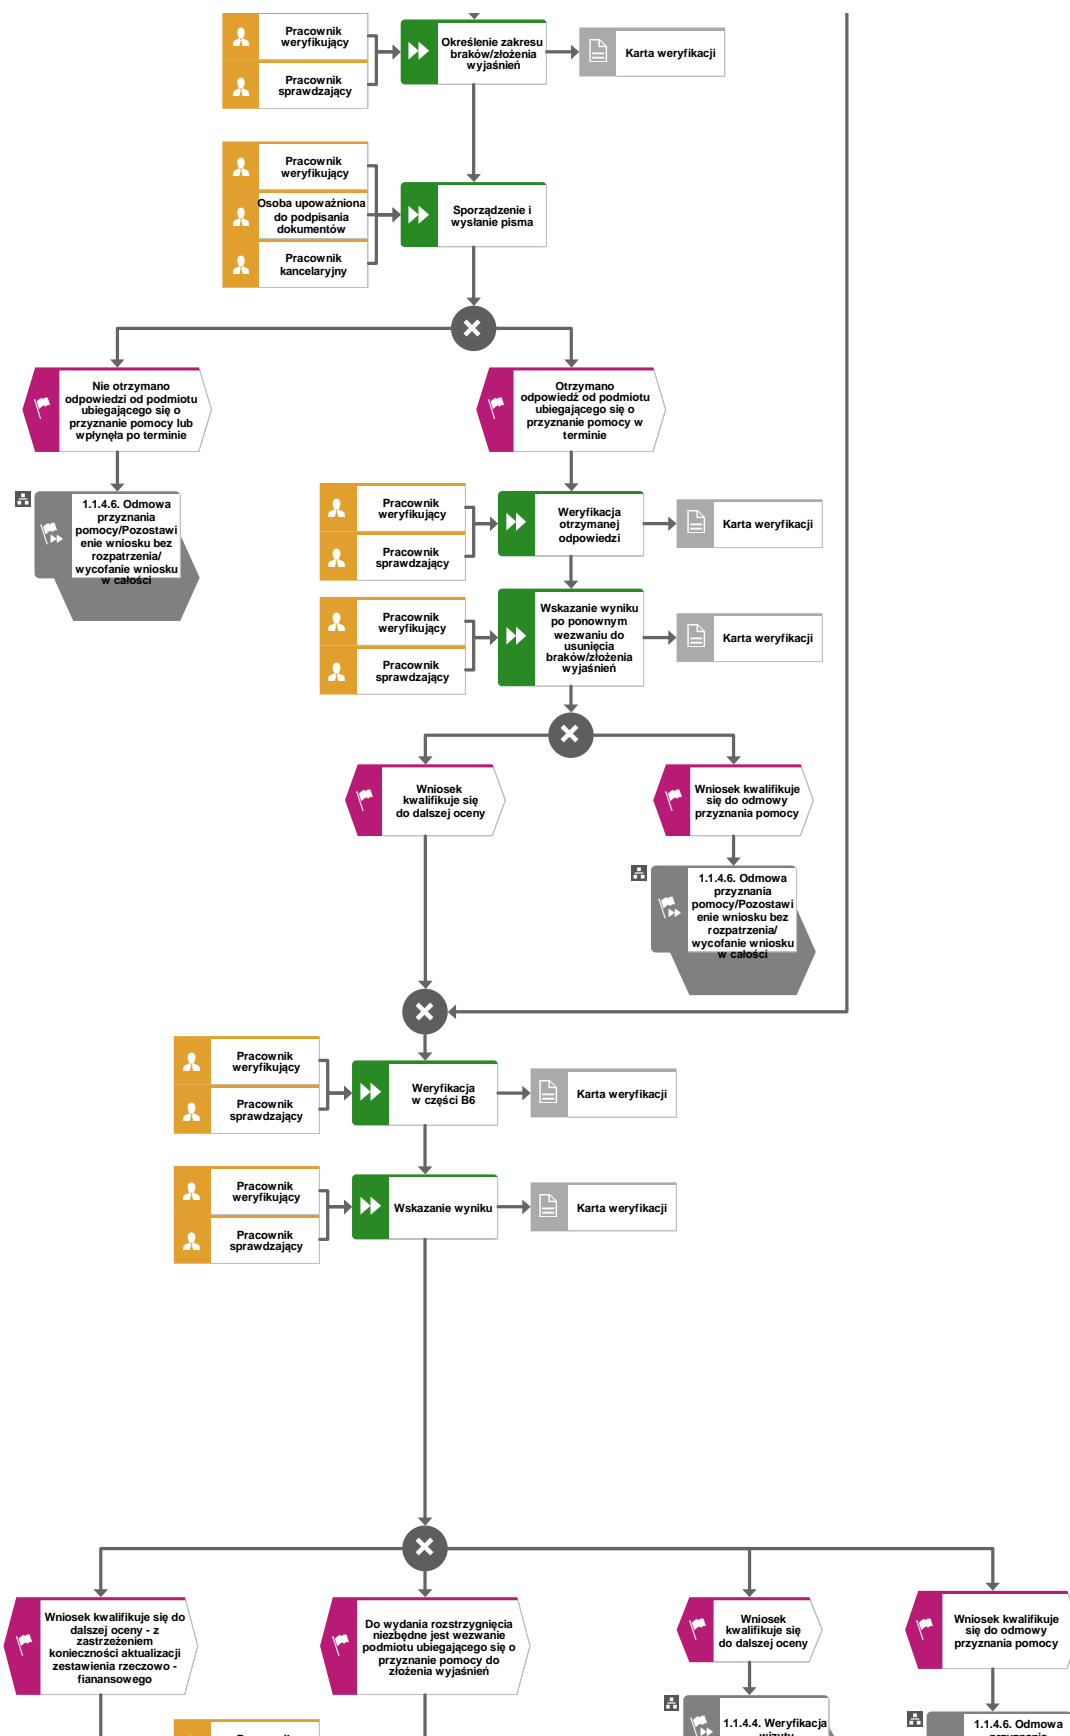 Pracownik
weryfikujący
Pracownik
sprawdzający
Określenie zakresu
braków/złożenia
wyjaśnień
Karta weryfikacji
Pracownik
weryfikujący
Osoba upoważniona
do podpisania
dokumentów
Pracownik
kancelaryjny
Sporządzenie i
wysłanie pisma
Nie otrzymano
odpowiedzi od podmiotu
ubiegającego się o
przyznanie pomocy lub
wpłynęła po terminie
Otrzymano
odpowiedź od podmiotu
ubiegającego się o
przyznanie pomocy w
terminie
1.1.4.6. Odmowa
przyznania
pomocy/Pozostawi
enie wniosku bez
rozpatrzenia/
wycofanie wniosku
w całości
Pracownik
weryfikujący
Pracownik
sprawdzający
Weryfikacja
otrzymanej
odpowiedzi
Karta weryfikacji
Pracownik
weryfikujący
Pracownik
sprawdzający
Wskazanie wyniku
po ponownym
wezwaniu do
usunięcia
braków/złożenia
wyjaśnień
Karta weryfikacji
Wniosek
kwalifikuje się
do dalszej oceny
Wniosek kwalifikuje
się do odmowy
przyznania pomocy
1.1.4.6. Odmowa
przyznania
pomocy/Pozostawi
enie wniosku bez
rozpatrzenia/
wycofanie wniosku
w całości
Pracownik
weryfikujący
Pracownik
sprawdzający
Weryfikacja
w części B6
Karta weryfikacji
Pracownik
weryfikujący
Pracownik
sprawdzający
Wskazanie wyniku
Karta weryfikacji
Wniosek kwalifikuje się do
dalszej oceny - z
zastrzeżeniem
konieczności aktualizacji
zestawienia rzeczowo -
fianansowego
Do wydania rozstrzygnięcia
niezbędne jest wezwanie
podmiotu ubiegającego się o
przyznanie pomocy do
złożenia wyjaśnień
Wniosek
kwalifikuje się
do dalszej oceny
Wniosek kwalifikuje
się do odmowy
przyznania pomocy
1.1.4.4. Weryfikacja
1.1.4.6. Odmowa